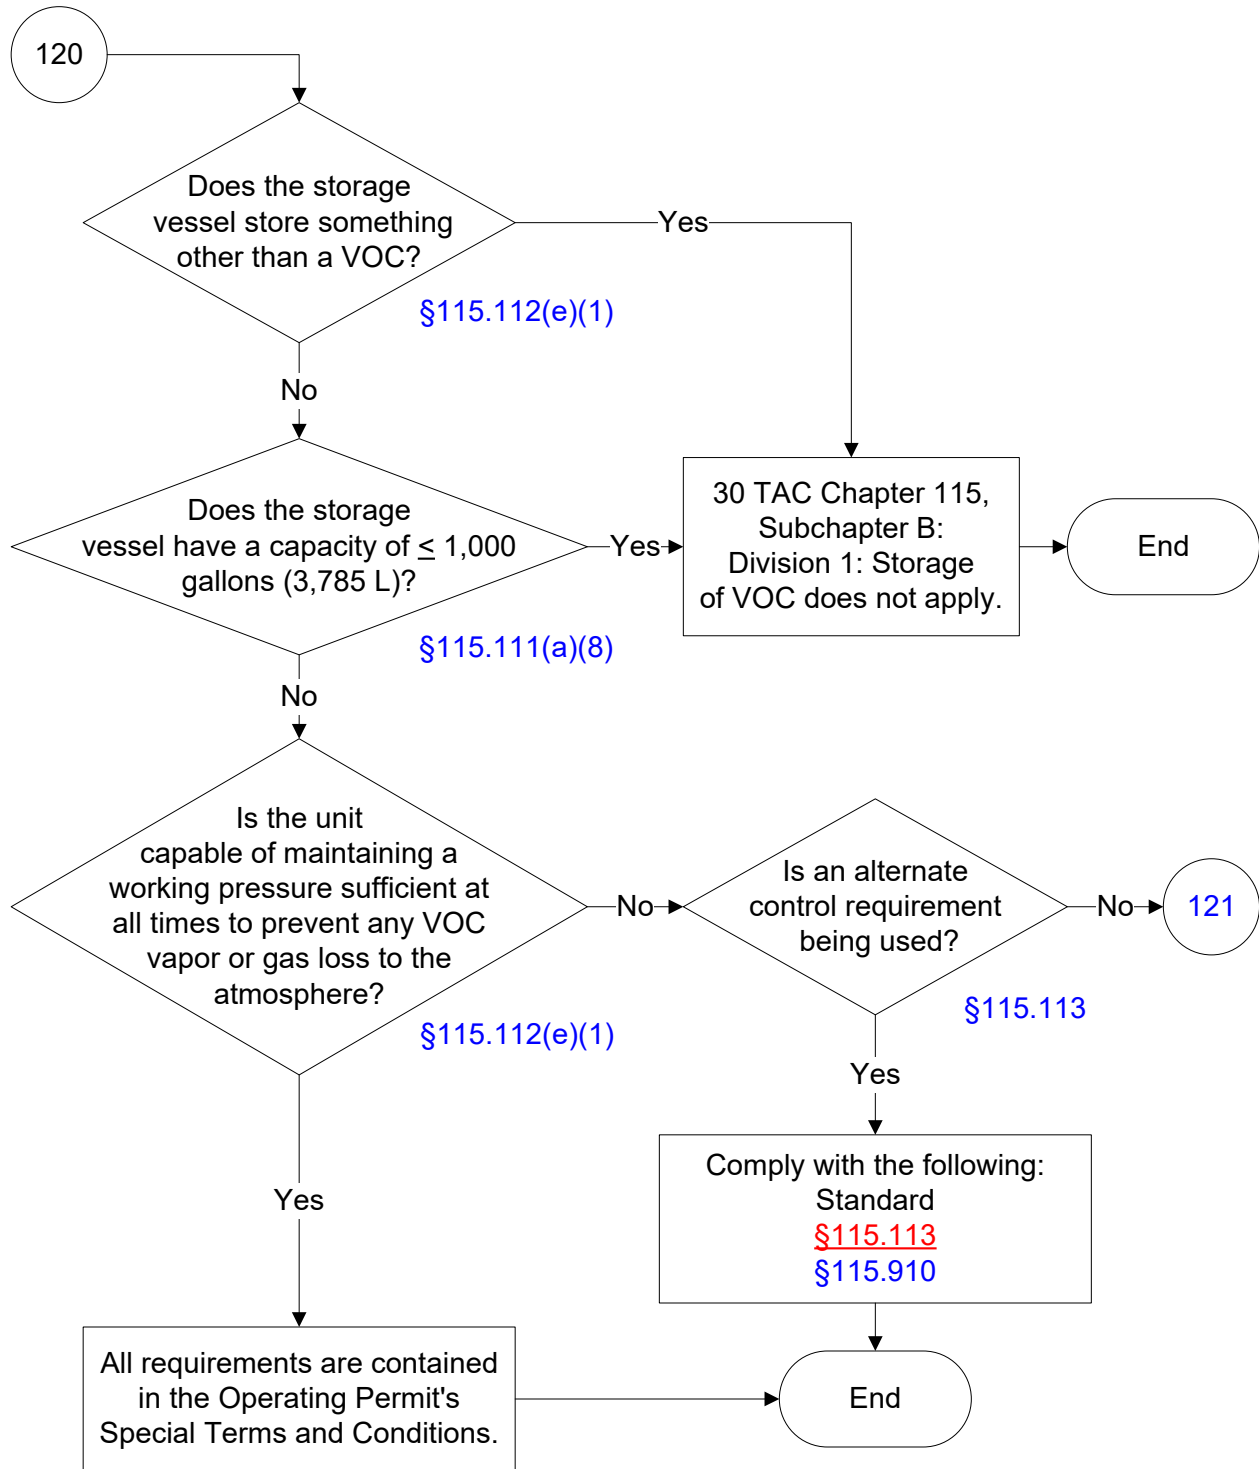 120
Does the storage
vessel store something
other than a VOC?
Yes
§115.112(e)(1)
No
Does the storage
vessel have a capacity of ≤ 1,000
gallons (3,785 L)?
Yes
30 TAC Chapter 115,
Subchapter B:
Division 1: Storage
of VOC does not apply.
End
§115.111(a)(8)
No
Is the unit
capable of maintaining a
working pressure sufficient at
all times to prevent any VOC
vapor or gas loss to the
atmosphere?
No
Is an alternate
control requirement
being used?
No
121
§115.112(e)(1)
§115.113
Yes
Yes
Comply with the following:
Standard
§115.113
§115.910
All requirements are contained
in the Operating Permit's
Special Terms and Conditions.
End